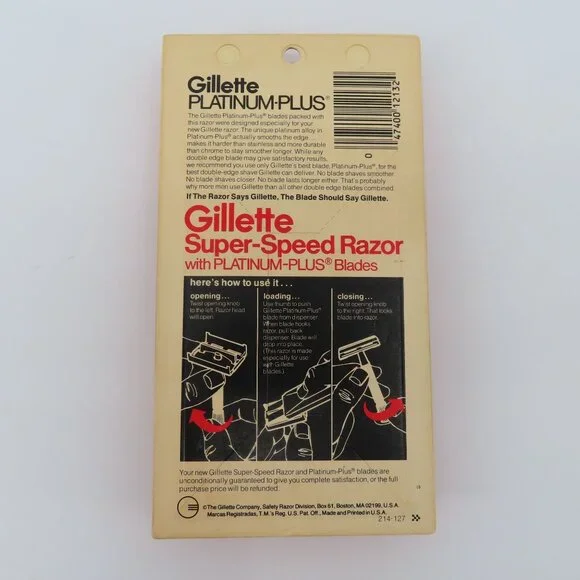 Gillette
PLATINUM-PLUS®
The Gillette Platinum-Plus® blades packed with
this razor were designed especially for your
new Gillette razor. The unique platinum alloy in
Platinum-Plus® actually smooths the edge...
makes it harder than stainless and more durable
than chrome to stay smoother longer. While any
double edge blade may give satisfactory results,
we recommend you use only Gillette's best blade, Platinum-Plus®, for the
best double-edge shave Gillette can deliver. No blade shaves smoother.
No blade shaves closer. No blade lasts longer either. That's probably
why more men use Gillette than all other double edge blades combined.
If The Razor Says Gillette, The Blade Should Say Gillette.
0
47400 12132
Gillette
Super-Speed Razor
with PLATINUM-PLUS® Blades
here's how to use it...
opening...
Twist opening knob
to the left. Razor head
will open.
loading...
Use thumb to push
Gillette Platinum-Plus®
blade from dispenser.
When blade hooks
razor, pull back
dispenser. Blade will
drop into place.
(This razor is made
especially for use
with Gillette
blades.)
closing...
Twist opening knob
to the right. That locks
blade into razor.
Your new Gillette Super-Speed Razor and Platinum-Plus® blades are
unconditionally guaranteed to give you complete satisfaction, or the full
purchase price will be refunded.
©The Gillette Company, Safety Razor Division, Box 61, Boston, MA 02199, U.S.A.
Marcas Registradas, T.M.'s Reg. U.S. Pat. Off., Made and Printed in U.S.A.
214-127